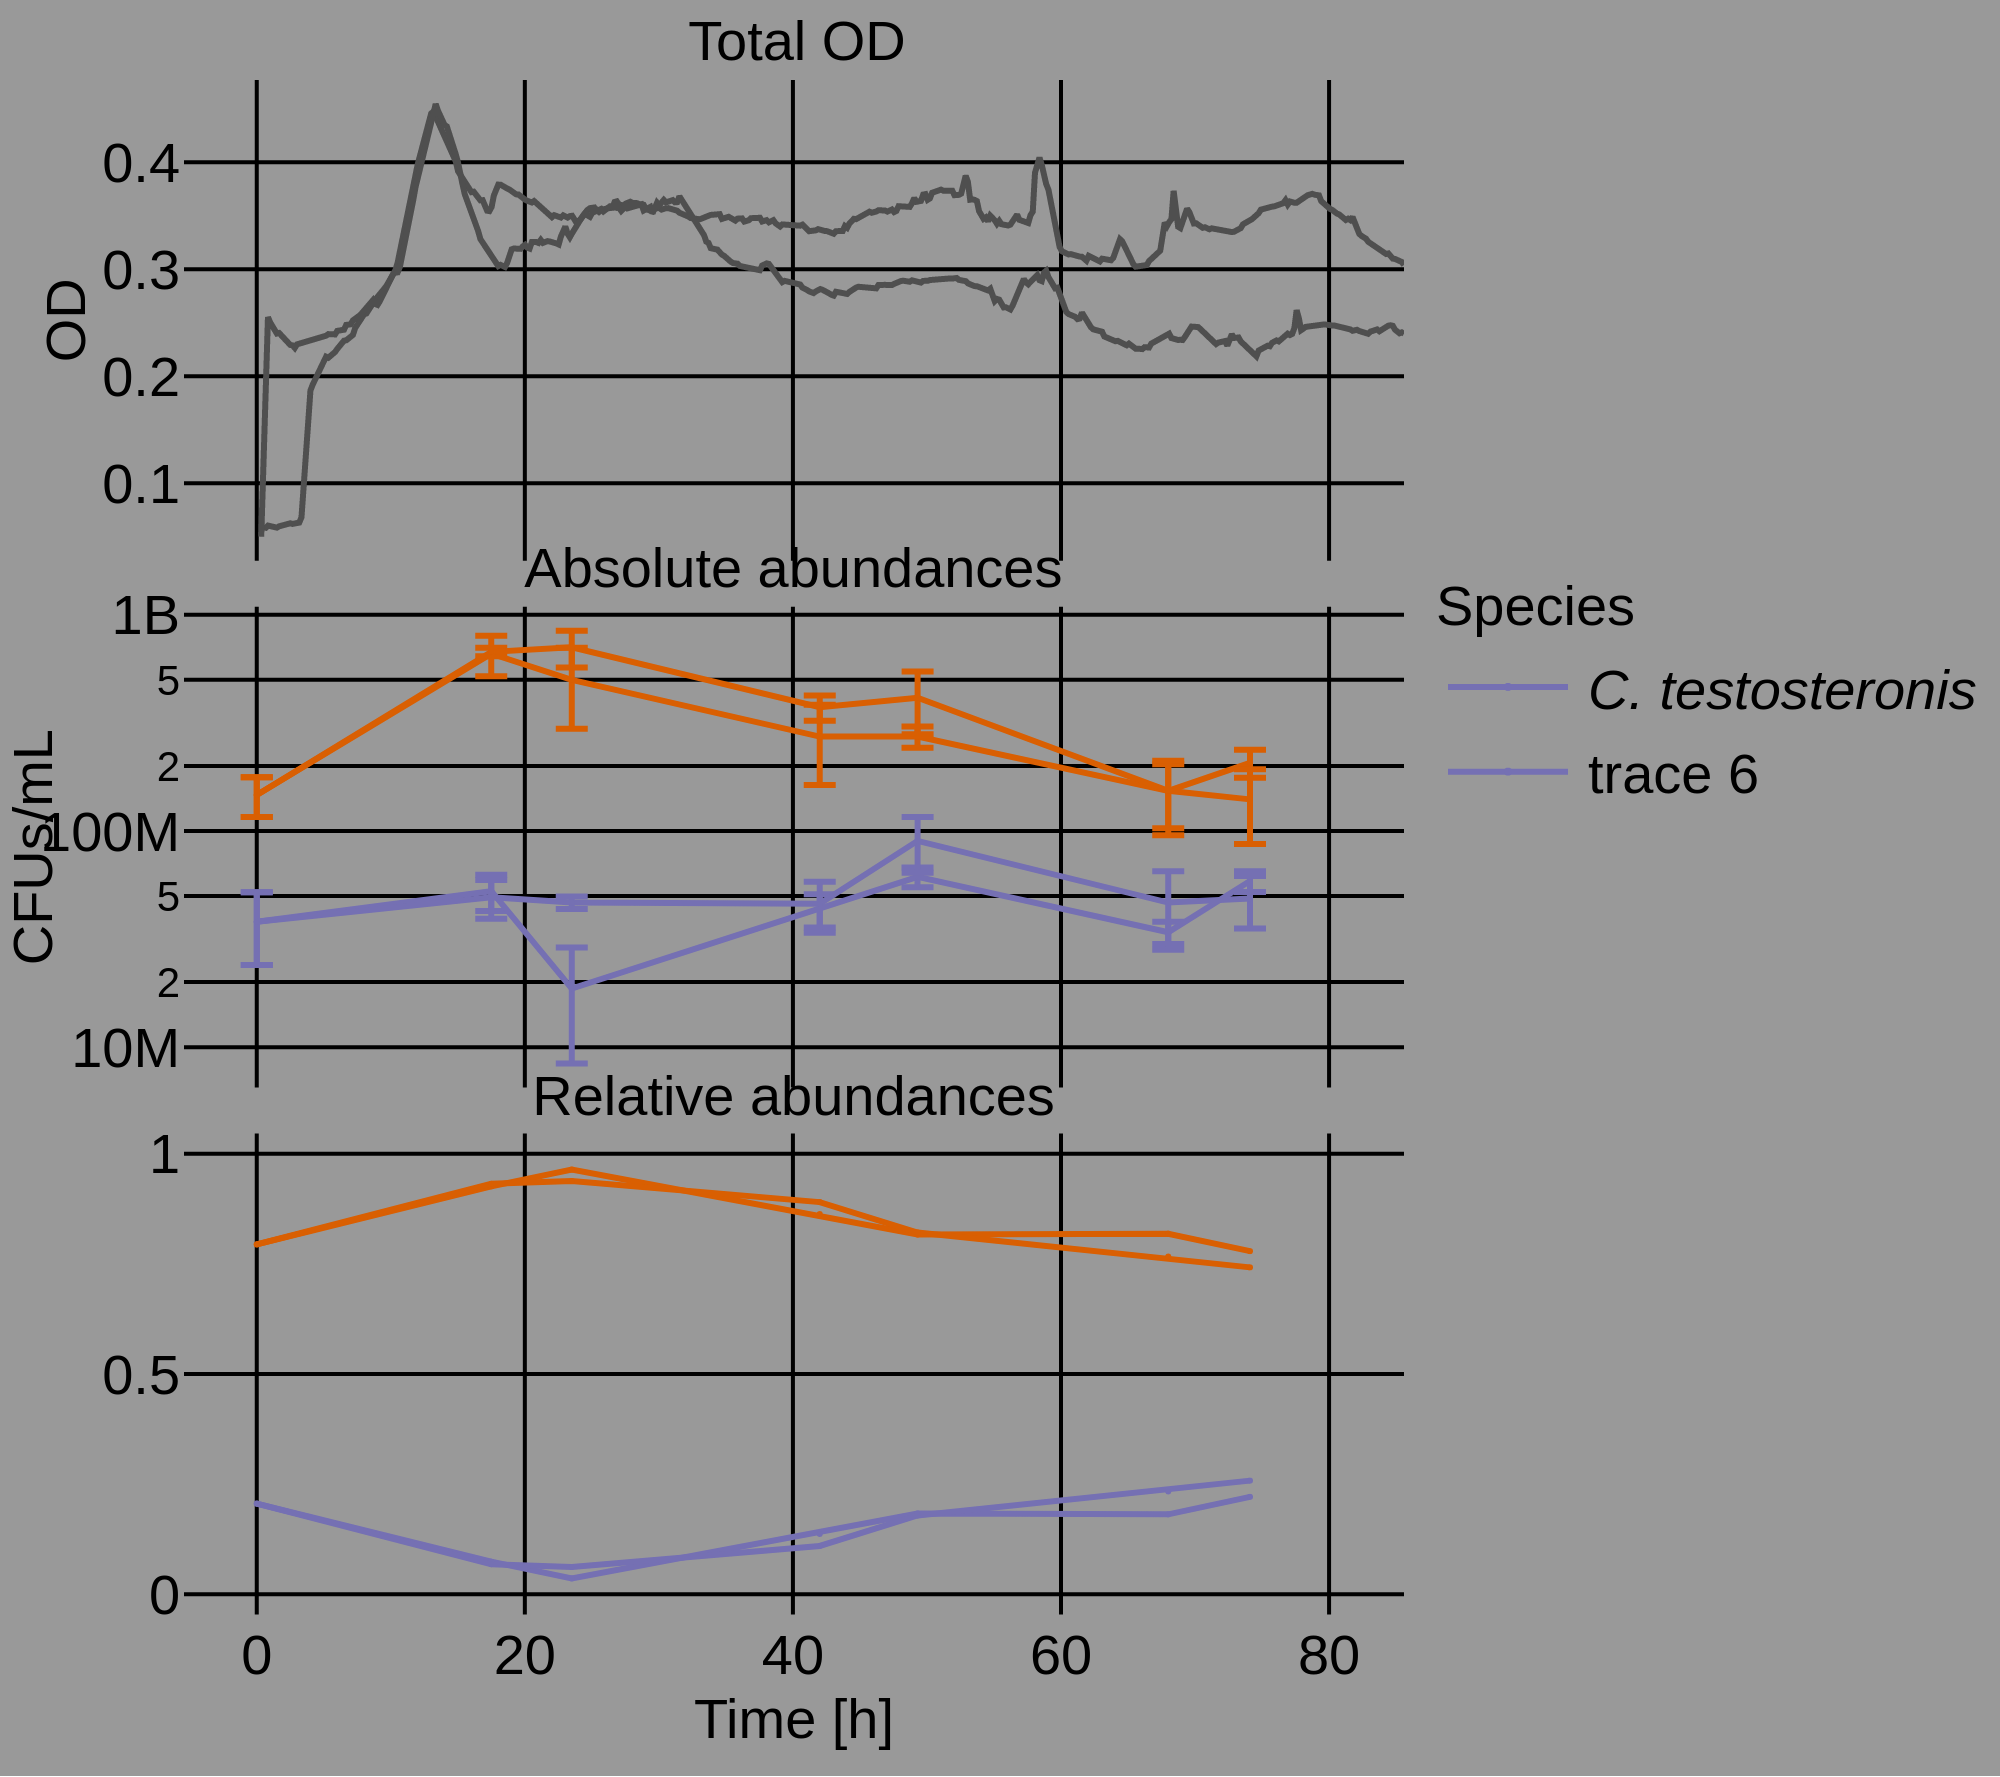 Total OD
0.4
0.3
0.2
0.1
OD
Absolute abundances
1B
5
2
100M
5
2
10M
CFUs/mL
Species
C. testosteronis
trace 6
Relative abundances
1
0.5
0
0 20 40 60 80
Time [h]